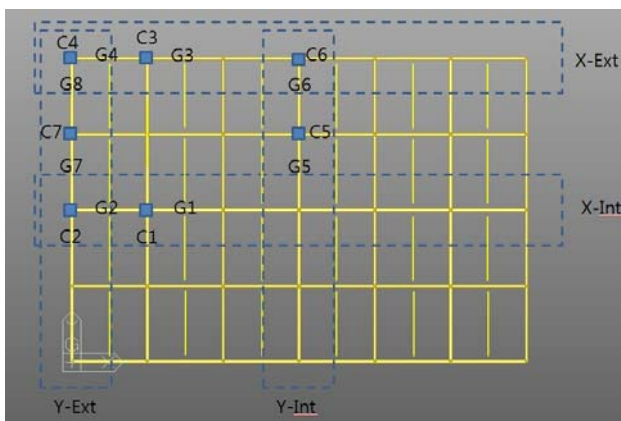 C4 G4 C3 G3 C6 X-Ext
G8 G6
C7 C5
G7 G5
G2 G1 X-Int
C2 C1
Y-Ext Y-Int